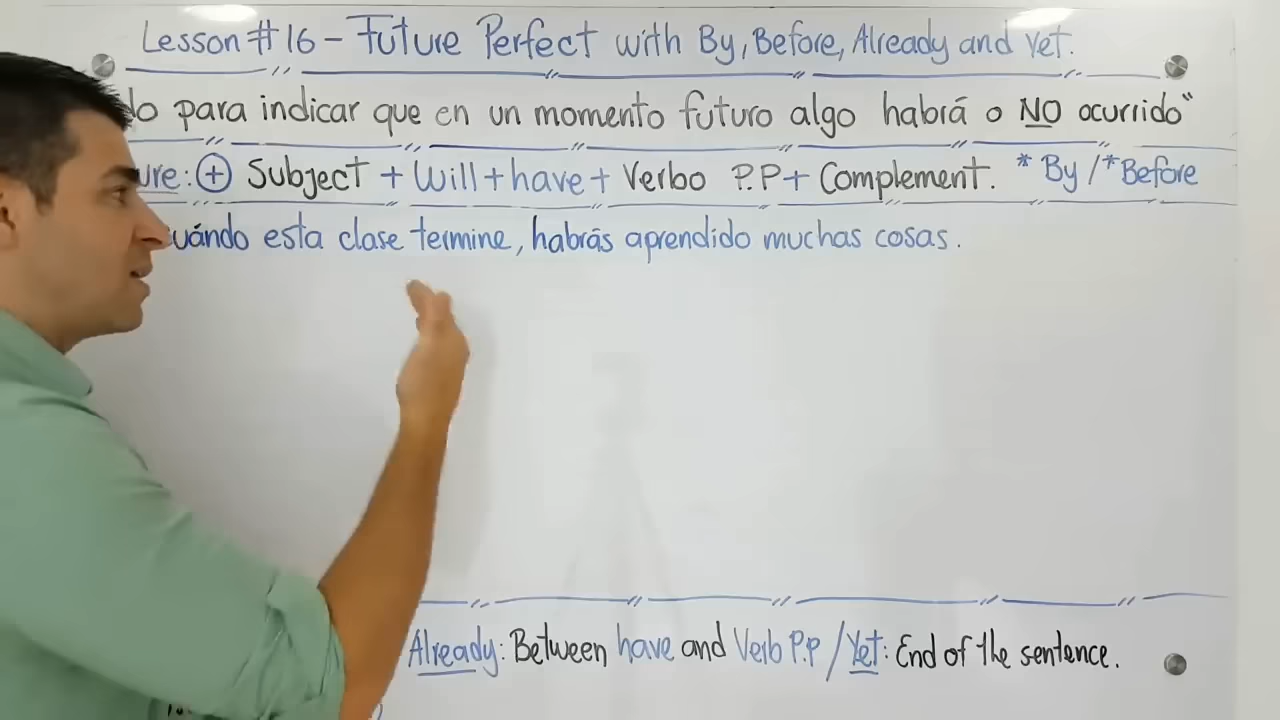 Lesson # 16 - Future Perfect with By, Before, Already and Yet.
para indicar que en un momento futuro algo habrá o NO ocurrido"
ure: + Subject + Will + have + Verbo P.P + Complement. * By / * Before
uándo esta clase termine, habrás aprendido muchas cosas.
Already: Between have and Verb P.P / Yet: End of the sentence.